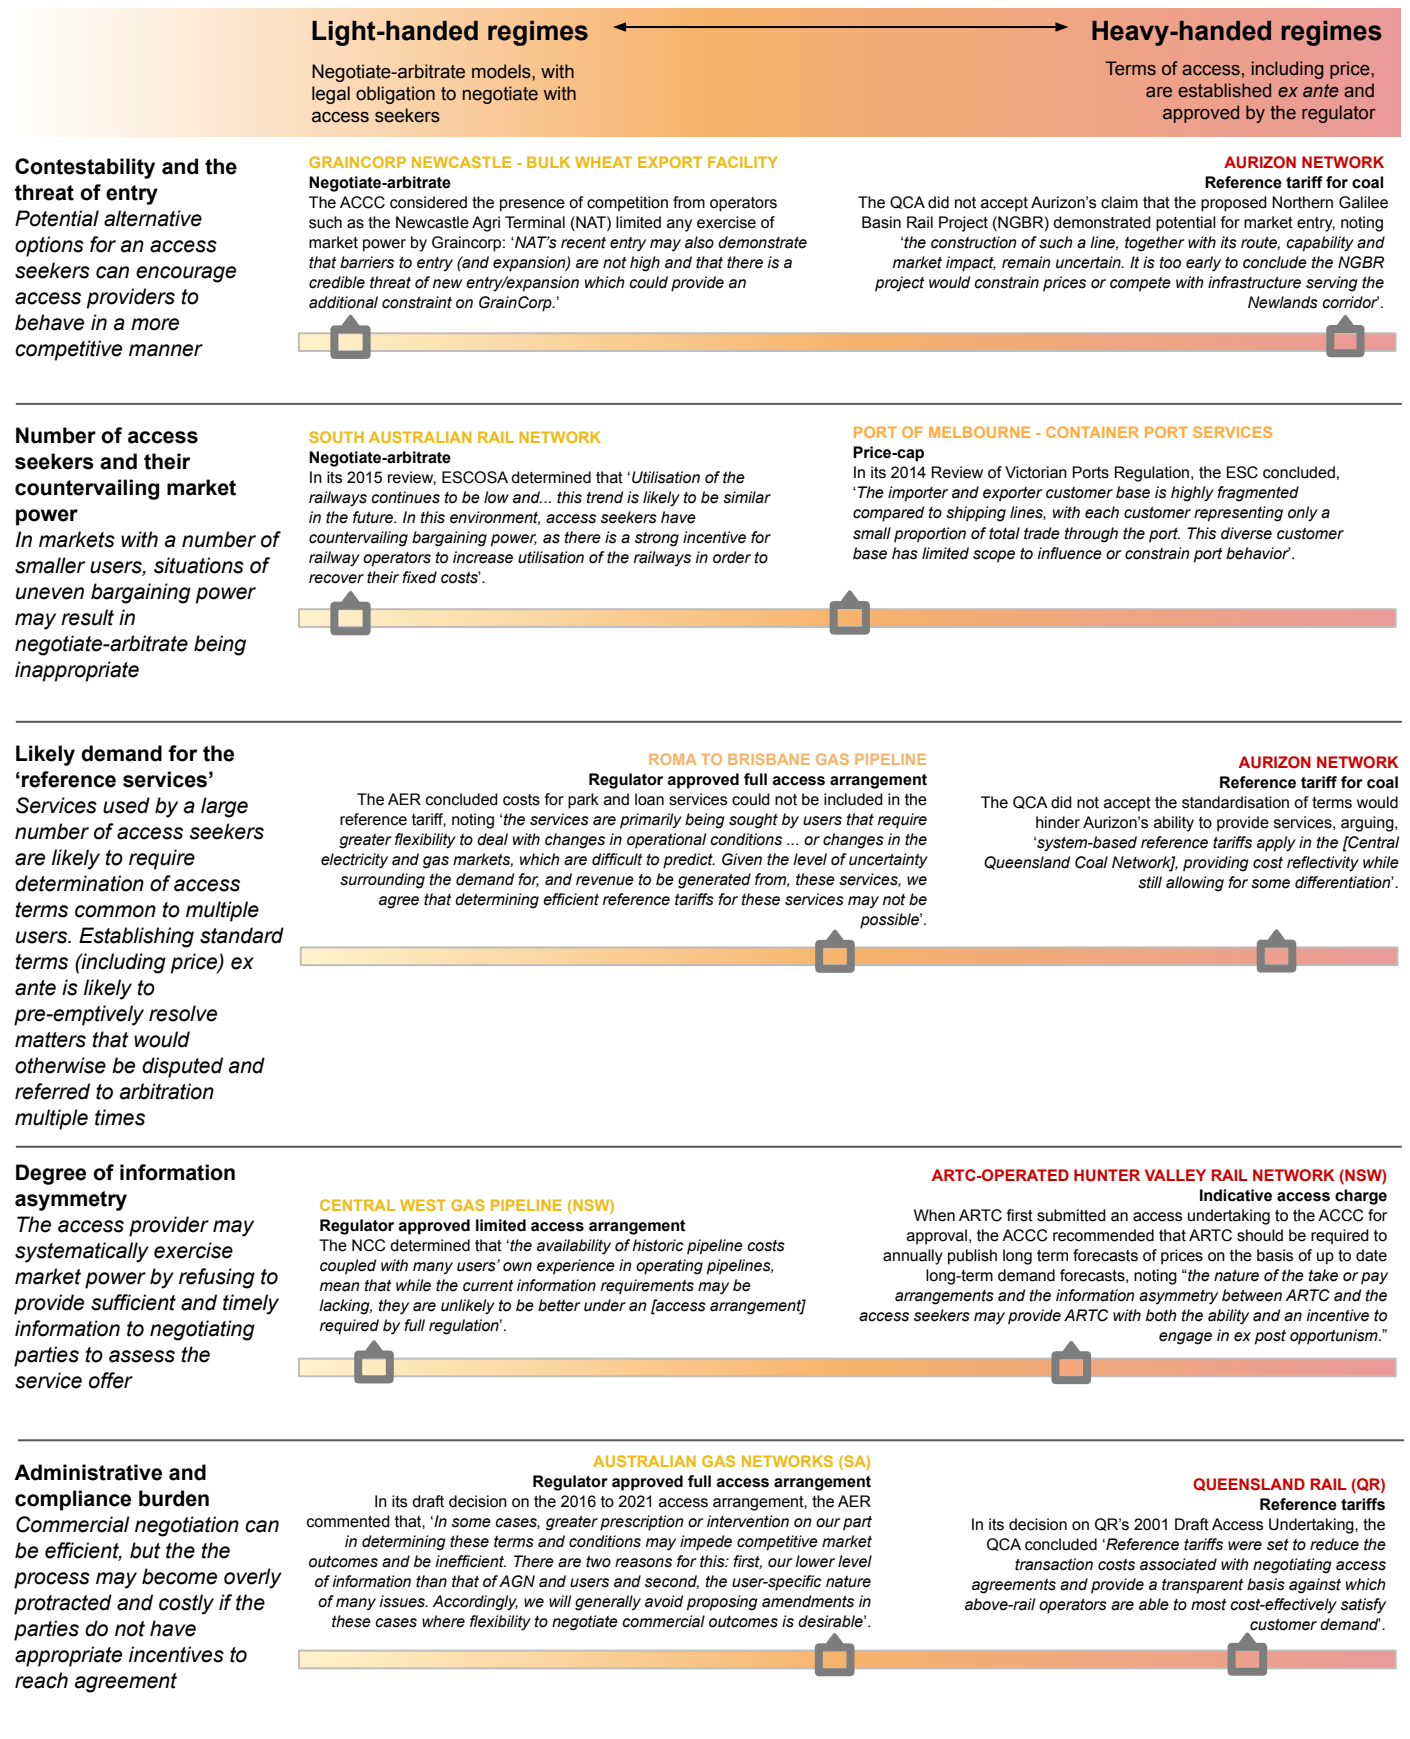 Light-handed regimes
Negotiate-arbitrate models, with
legal obligation to negotiate with
access seekers
Heavy-handed regimes
Terms of access, including price,
are established ex ante and
approved by the regulator
Contestability and the
threat of entry
Potential alternative
options for an access
seekers can encourage
access providers to
behave in a more
competitive manner
GRAINCORP NEWCASTLE - BULK WHEAT EXPORT FACILITY
Negotiate-arbitrate
The ACCC considered the presence of competition from operators
such as the Newcastle Agri Terminal (NAT) limited any exercise of
market power by Graincorp: ‘NAT’s recent entry may also demonstrate
that barriers to entry (and expansion) are not high and that there is a
credible threat of new entry/expansion which could provide an
additional constraint on GrainCorp.’
AURIZON NETWORK
Reference tariff for coal
The QCA did not accept Aurizon’s claim that the proposed Northern Galilee
Basin Rail Project (NGBR) demonstrated potential for market entry, noting
‘the construction of such a line, together with its route, capability and
market impact, remain uncertain. It is too early to conclude the NGBR
project would constrain prices or compete with infrastructure serving the
Newlands corridor’.
Number of access
seekers and their
countervailing market
power
In markets with a number of
smaller users, situations of
uneven bargaining power
may result in
negotiate-arbitrate being
inappropriate
SOUTH AUSTRALIAN RAIL NETWORK
Negotiate-arbitrate
In its 2015 review, ESCOSA determined that ‘Utilisation of the
railways continues to be low and... this trend is likely to be similar
in the future. In this environment, access seekers have
countervailing bargaining power, as there is a strong incentive for
railway operators to increase utilisation of the railways in order to
recover their fixed costs’.
PORT OF MELBOURNE - CONTAINER PORT SERVICES
Price-cap
In its 2014 Review of Victorian Ports Regulation, the ESC concluded,
‘The importer and exporter customer base is highly fragmented
compared to shipping lines, with each customer representing only a
small proportion of total trade through the port. This diverse customer
base has limited scope to influence or constrain port behavior’.
Likely demand for the
‘reference services’
Services used by a large
number of access seekers
are likely to require
determination of access
terms common to multiple
users. Establishing standard
terms (including price) ex
ante is likely to
pre-emptively resolve
matters that would
otherwise be disputed and
referred to arbitration
multiple times
ROMA TO BRISBANE GAS PIPELINE
Regulator approved full access arrangement
The AER concluded costs for park and loan services could not be included in the
reference tariff, noting ‘the services are primarily being sought by users that require
greater flexibility to deal with changes in operational conditions ... or changes in the
electricity and gas markets, which are difficult to predict. Given the level of uncertainty
surrounding the demand for, and revenue to be generated from, these services, we
agree that determining efficient reference tariffs for these services may not be
possible’.
AURIZON NETWORK
Reference tariff for coal
The QCA did not accept the standardisation of terms would
hinder Aurizon’s ability to provide services, arguing,
‘system-based reference tariffs apply in the [Central
Queensland Coal Network], providing cost reflectivity while
still allowing for some differentiation’.
Degree of information
asymmetry
The access provider may
systematically exercise
market power by refusing to
provide sufficient and timely
information to negotiating
parties to assess the
service offer
CENTRAL WEST GAS PIPELINE (NSW)
Regulator approved limited access arrangement
The NCC determined that ‘the availability of historic pipeline costs
coupled with many users’ own experience in operating pipelines,
mean that while the current information requirements may be
lacking, they are unlikely to be better under an [access arrangement]
required by full regulation’.
ARTC-OPERATED HUNTER VALLEY RAIL NETWORK (NSW)
Indicative access charge
When ARTC first submitted an access undertaking to the ACCC for
approval, the ACCC recommended that ARTC should be required to
annually publish long term forecasts of prices on the basis of up to date
long-term demand forecasts, noting “the nature of the take or pay
arrangements and the information asymmetry between ARTC and the
access seekers may provide ARTC with both the ability and an incentive to
engage in ex post opportunism.”
Administrative and
compliance burden
Commercial negotiation can
be efficient, but the the
process may become overly
protracted and costly if the
parties do not have
appropriate incentives to
reach agreement
AUSTRALIAN GAS NETWORKS (SA)
Regulator approved full access arrangement
In its draft decision on the 2016 to 2021 access arrangement, the AER
commented that, ‘In some cases, greater prescription or intervention on our part
in determining these terms and conditions may impede competitive market
outcomes and be inefficient. There are two reasons for this: first, our lower level
of information than that of AGN and users and second, the user-specific nature
of many issues. Accordingly, we will generally avoid proposing amendments in
these cases where flexibility to negotiate commercial outcomes is desirable’.
QUEENSLAND RAIL (QR)
Reference tariffs
In its decision on QR’s 2001 Draft Access Undertaking, the
QCA concluded ‘Reference tariffs were set to reduce the
transaction costs associated with negotiating access
agreements and provide a transparent basis against which
above-rail operators are able to most cost-effectively satisfy
customer demand’.